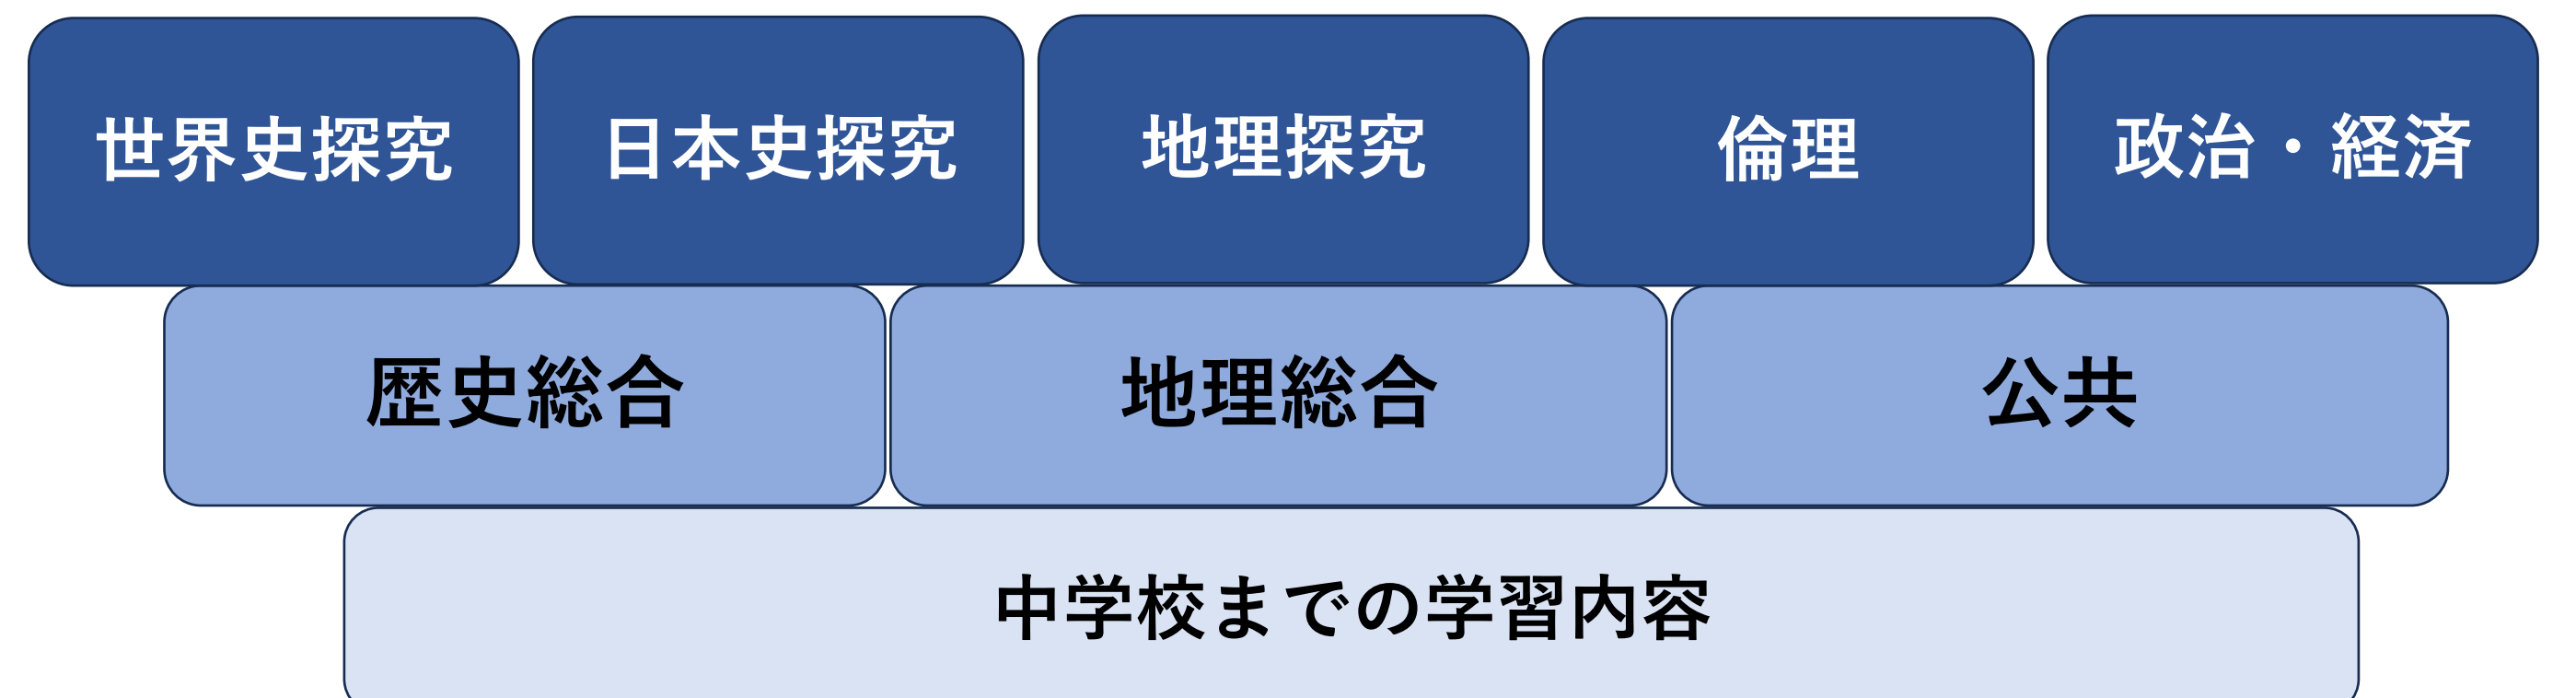 世界史探究
日本史探究
地理探究
倫理
政治・経済
歴史総合
地理総合
公共
中学校までの学習内容